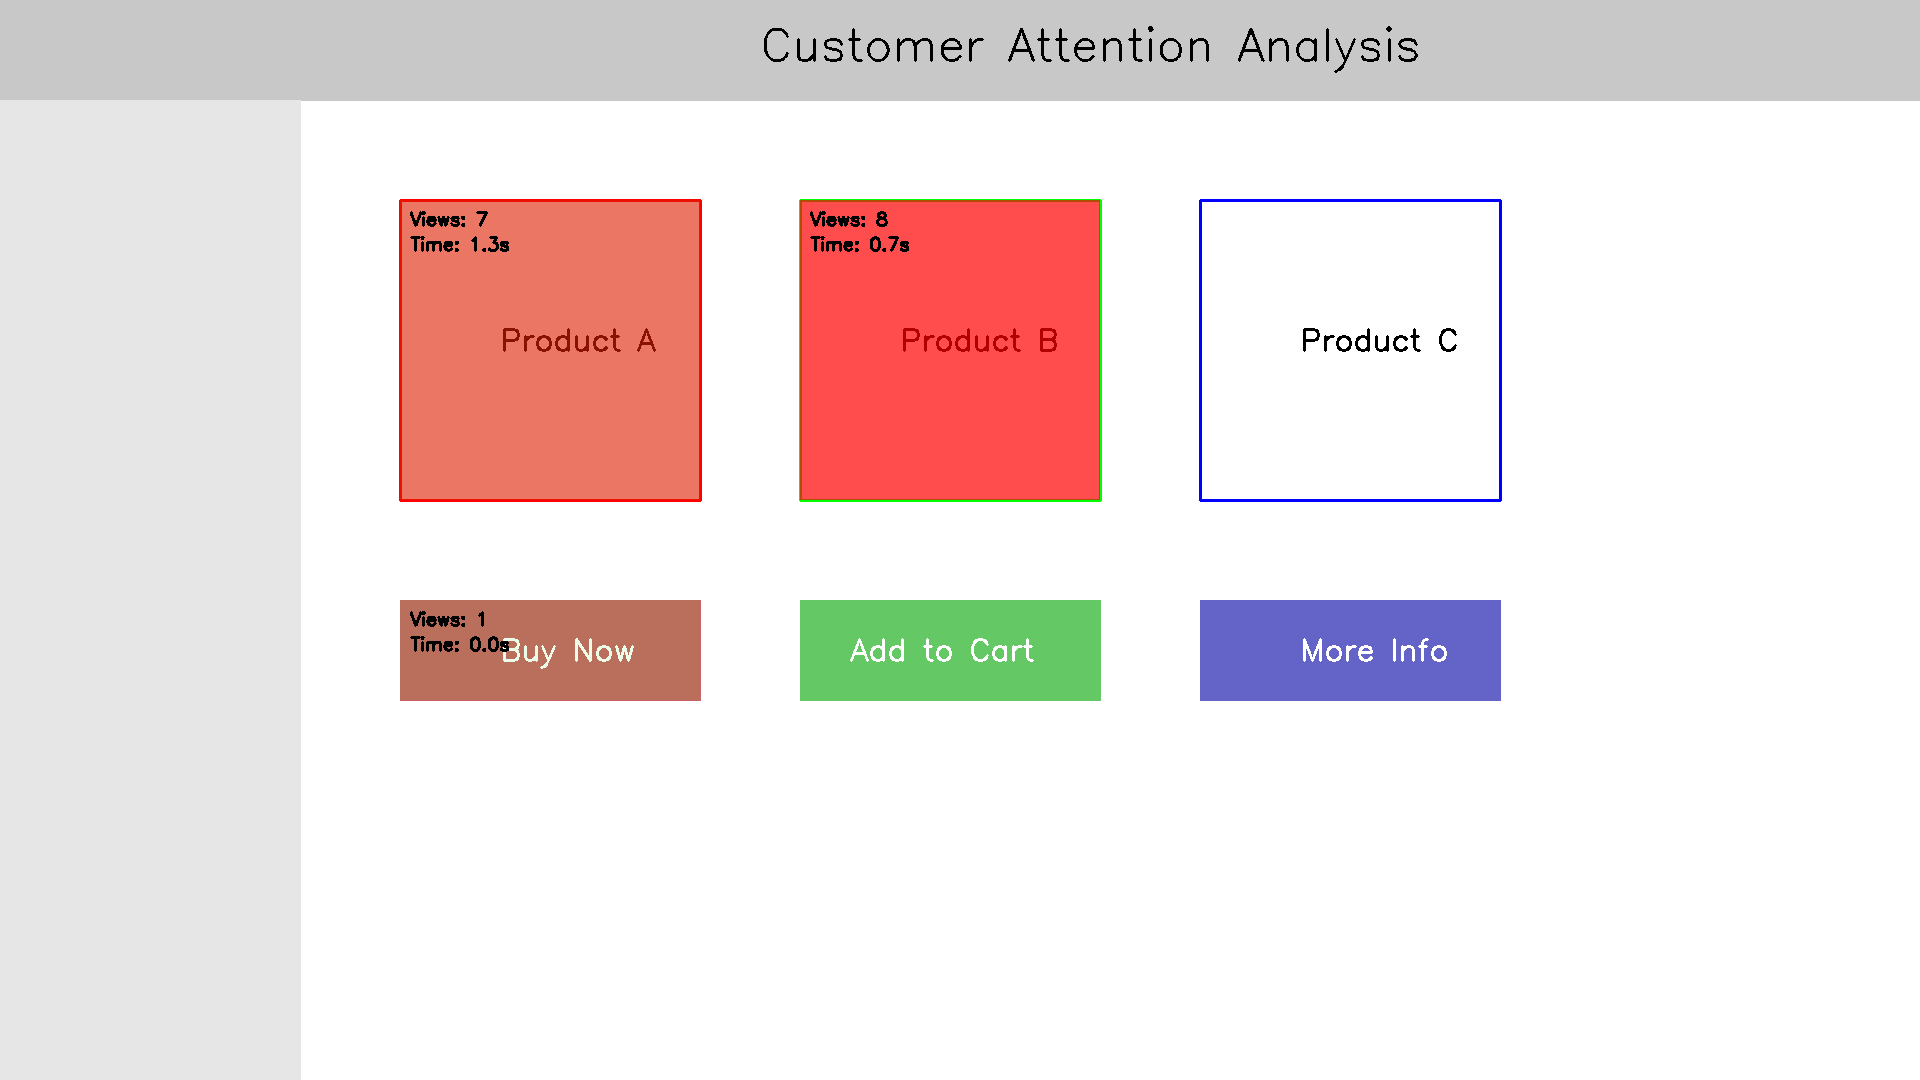 Customer Attention Analysis
Views: 7
Time: 1.3s
Product A
Views: 8
Time: 0.7s
Product B
Product C
Views: 1
Time: 0.0s
Buy Now
Add to Cart
More Info